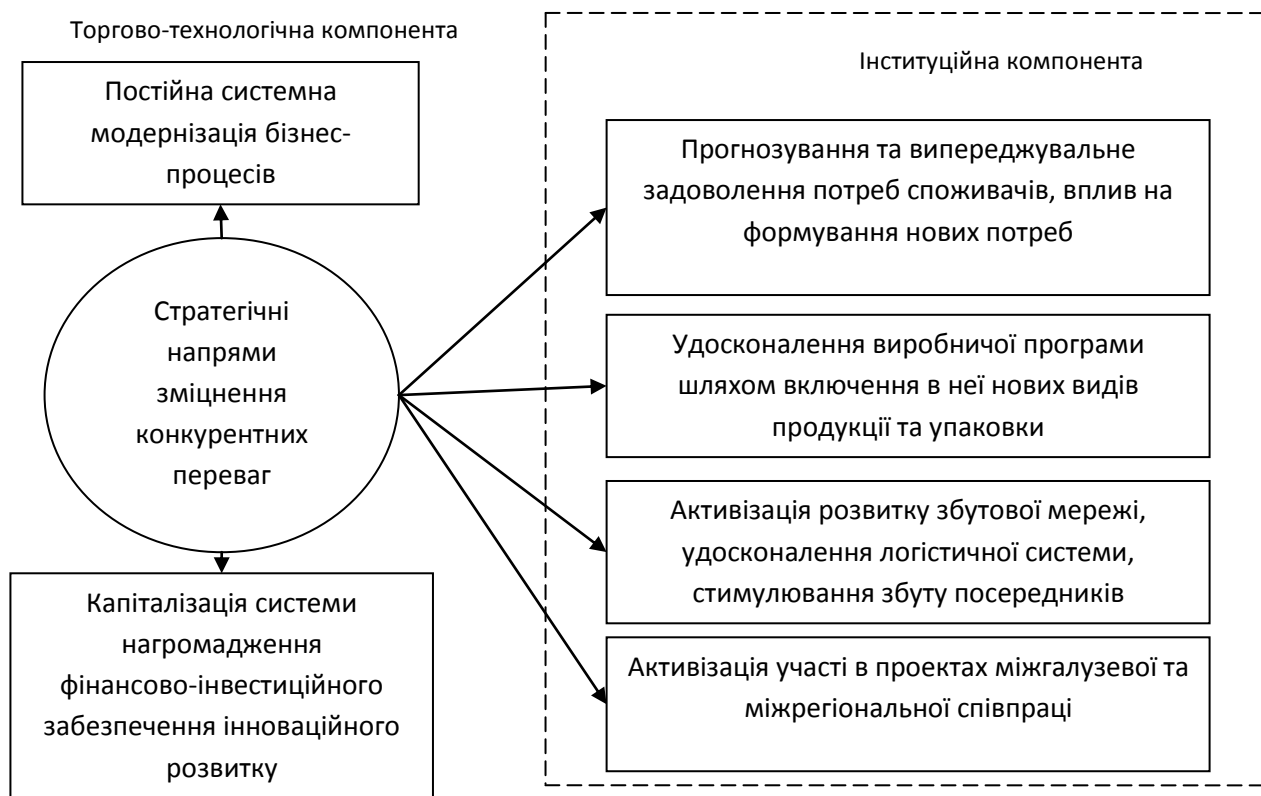 Торгово-технологічна компонента
Постійна системна
модернізація бізнес-
процесів
Стратегічні
напрями
зміцнення
конкурентних
переваг
Капіталізація системи
нагромадження
фінансово-інвестиційного
забезпечення інноваційного
розвитку
Інституційна компонента
Прогнозування та випереджувальне
задоволення потреб споживачів, вплив на
формування нових потреб
Удосконалення виробничої програми
шляхом включення в неї нових видів
продукції та упаковки
Активізація розвитку збутової мережі,
удосконалення логістичної системи,
стимулювання збуту посередників
Активізація участі в проектах міжгалузевої та
міжрегіональної співпраці